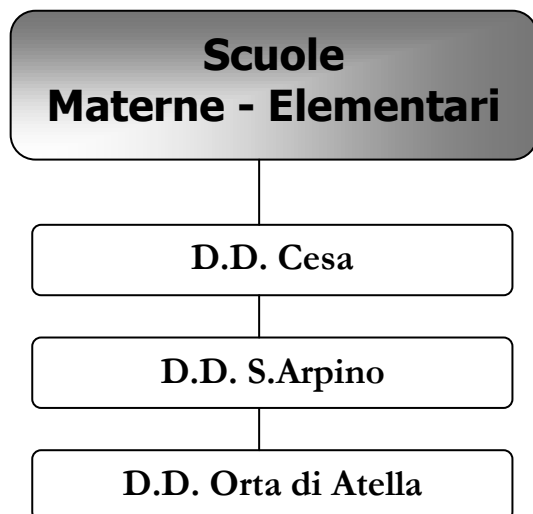 Scuole
Materne - Elementari
D.D. Cesa
D.D. S.Arpino
D.D. Orta di Atella